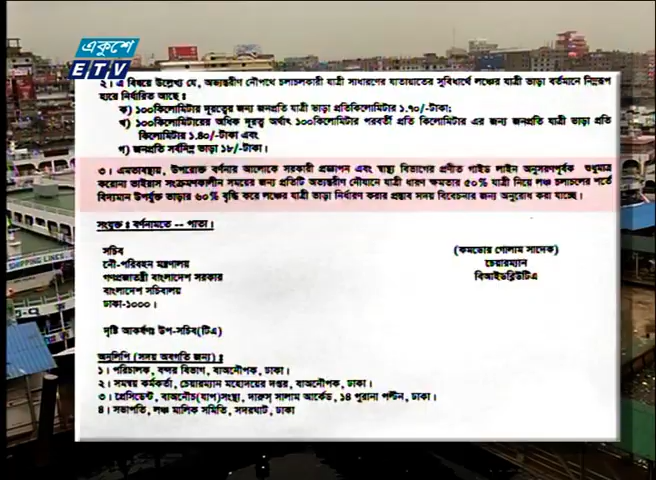 একুশে
ETV
২। এ বিষয়ে উল্লেখ্য যে, অভ্যন্তরীণ নৌপথে চলাচলকারী যাত্রী সাধারণের যাতায়াতের সুবিধার্থে লঞ্চের যাত্রী ভাড়া বর্তমানে নিম্নরূপ
হারে নির্ধারিত আছে :
ক) ১০০কিলোমিটার দূরত্বের জন্য জনপ্রতি যাত্রী ভাড়া প্রতিকিলোমিটার ১.৭০/-টাকা;
খ) ১০০কিলোমিটারের অধিক দূরত্ব অর্থাৎ ১০০কিলোমিটার পরবর্তী প্রতি কিলোমিটার এর জন্য জনপ্রতি যাত্রী ভাড়া প্রতি
কিলোমিটার ১.৪০/-টাকা এবং
গ) জনপ্রতি সর্বনিম্ন ভাড়া ১৮/-টাকা।
৩। এমতাবস্থায়, উপরোক্ত বর্ণনার আলোকে সরকারী প্রজ্ঞাপন এবং স্বাস্থ্য বিভাগের প্রণীত গাইড লাইন অনুসরণপূর্বক শুধুমাত্র
করোনা ভাইরাস সংক্রমণকালীন সময়ের জন্য প্রতিটি অভ্যন্তরীণ নৌযানে যাত্রী ধারণ ক্ষমতার ৫০% যাত্রী নিয়ে লঞ্চ চলাচলের শর্তে
বিদ্যমান উপর্যুক্ত ভাড়ার ৬০% বৃদ্ধি করে লঞ্চের যাত্রী ভাড়া নির্ধারণ করার প্রস্তাব সদয় বিবেচনার জন্য অনুরোধ করা যাচ্ছে।
সংযুক্ত : বর্ণনামতে -- পাতা।
সচিব
নৌ-পরিবহন মন্ত্রণালয়
গণপ্রজাতন্ত্রী বাংলাদেশ সরকার
বাংলাদেশ সচিবালয়
ঢাকা-১০০০।
(কমডোর গোলাম সাদেক)
চেয়ারম্যান
বিআইডব্লিউটিএ
দৃষ্টি আকর্ষণঃ উপ-সচিব(টিএ)
অনুলিপি (সদয় অবগতি জন্য) :
১। পরিচালক, বন্দর বিভাগ, বাঅনৌপক, ঢাকা।
২। সমন্বয় কর্মকর্তা, চেয়ারম্যান মহোদয়ের দপ্তর, বাঅনৌপক, ঢাকা।
৩। প্রেসিডেন্ট, বাঅনৌচ(যাপ)সংস্থা, দারুস সালাম আর্কেড, ১৪ পুরানা পল্টন, ঢাকা।
৪। সভাপতি, লঞ্চ মালিক সমিতি, সদরঘাট, ঢাকা